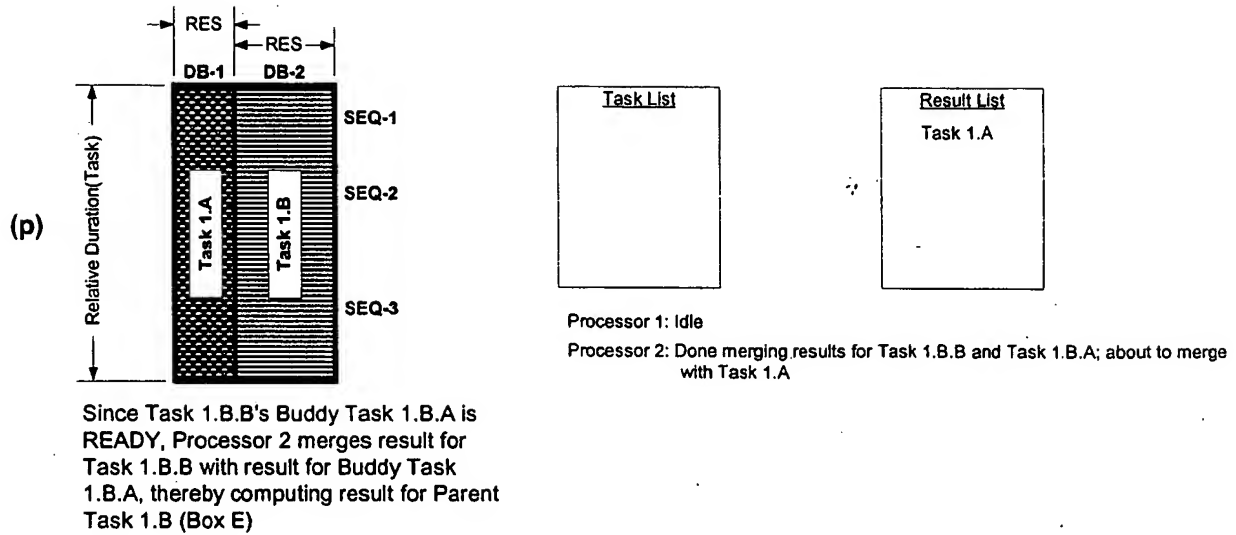 RES
RES
DB-1 DB-2
SEQ-1
SEQ-2
SEQ-3
Relative Duration(Task)
Task 1.A
Task 1.B
(p)
Since Task 1.B.B's Buddy Task 1.B.A is
READY, Processor 2 merges result for
Task 1.B.B with result for Buddy Task
1.B.A, thereby computing result for Parent
Task 1.B (Box E)
Task List
Result List
Task 1.A
Processor 1: Idle
Processor 2: Done merging results for Task 1.B.B and Task 1.B.A; about to merge
with Task 1.A